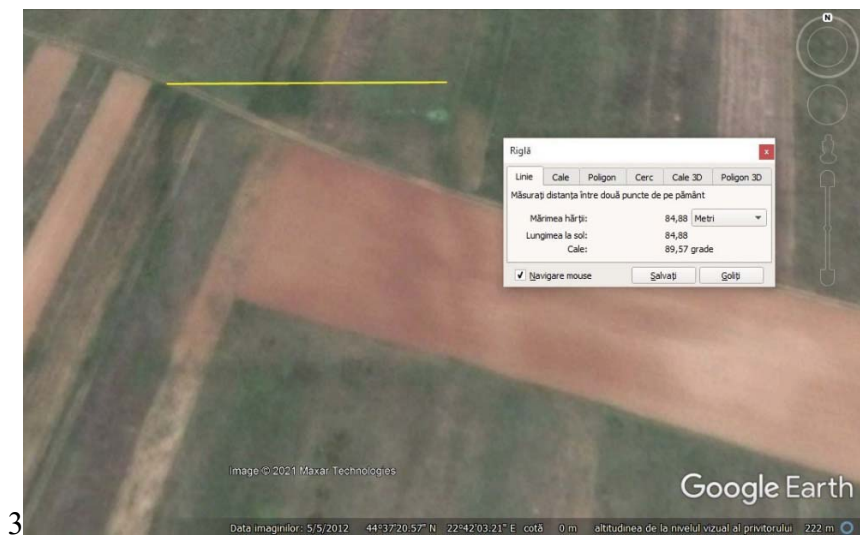 N
Riglă
x
Linie Cale Poligon Cerc Cale 3D Poligon 3D
Măsurați distanța între două puncte de pe pământ
Mărimea hărții: 84,88 Metri
Lungimea la sol: 84,88
Cale: 89,57 grade
Navigare mouse Salvați Goliți
Image © 2021 Maxar Technologies
Google Earth
3
Data imaginilor: 5/5/2012 44°37'20.57" N 22°42'03.21" E cotă 0 m altitudinea de la nivelul vizual al privitorului 222 m